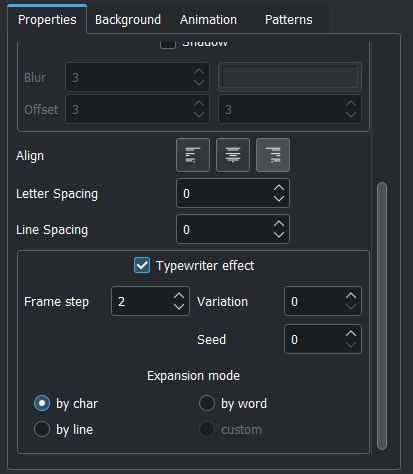 Properties Background Animation Patterns
Shadow
Blur 3
Offset 3 3
Align
Letter Spacing 0
Line Spacing 0
Typewriter effect
Frame step 2 Variation 0
Seed 0
Expansion mode
by char by word
by line custom